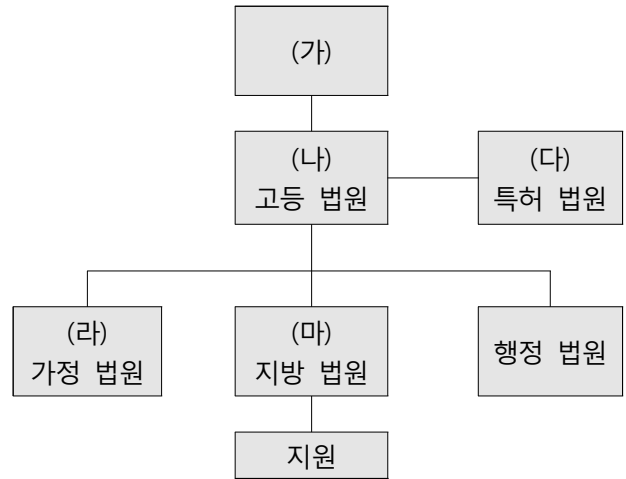 (가)
(나)
고등 법원
(다)
특허 법원
(라)
가정 법원
(마)
지방 법원
행정 법원
지원